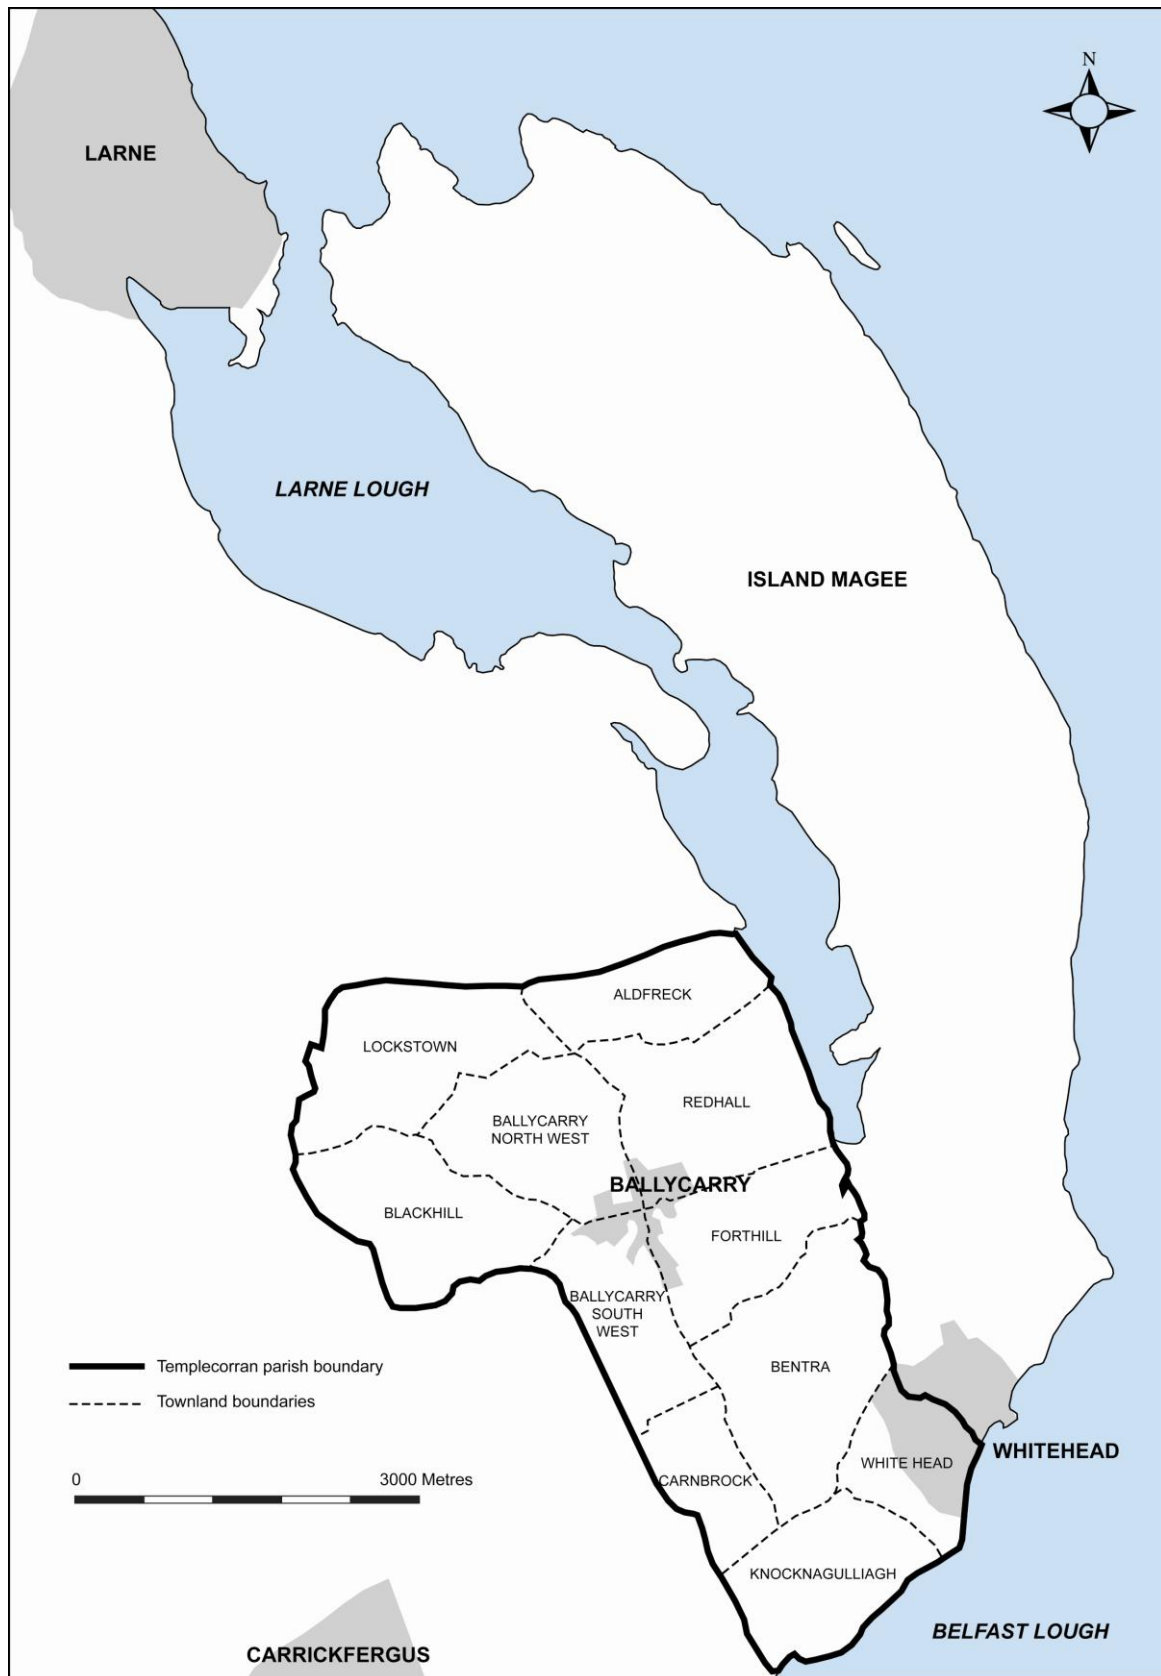 N
LARNE
LARNE LOUGH
ISLAND MAGEE
ALDFRECK
LOCKSTOWN
REDHALL
BALLYCARRY
NORTH WEST
BALLYCARRY
BLACKHILL
FORTHILL
BALLYCARRY
SOUTH
WEST
BENTRA
Templecorran parish boundary
Townland boundaries
WHITEHEAD
WHITE HEAD
0
3000 Metres
CARNBROCK
KNOCKNAGULLIAGH
BELFAST LOUGH
CARRICKFERGUS